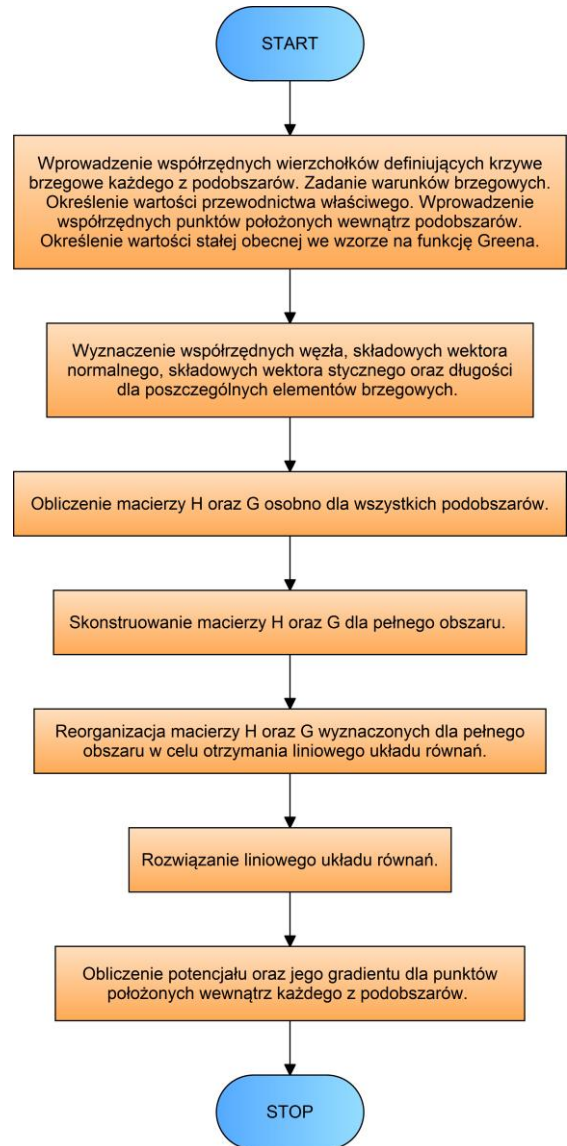 START
Wprowadzenie współrzędnych wierzchołków definiujących krzywe
brzegowe każdego z podobszarów. Zadanie warunków brzegowych.
Określenie wartości przewodnictwa właściwego. Wprowadzenie
współrzędnych punktów położonych wewnątrz podobszarów.
Określenie wartości stałej obecnej we wzorze na funkcję Greena.
Wyznaczenie współrzędnych węzła, składowych wektora
normalnego, składowych wektora stycznego oraz długości
dla poszczególnych elementów brzegowych.
Obliczenie macierzy H oraz G osobno dla wszystkich podobszarów.
Skonstruowanie macierzy H oraz G dla pełnego obszaru.
Reorganizacja macierzy H oraz G wyznaczonych dla pełnego
obszaru w celu otrzymania liniowego układu równań.
Rozwiązanie liniowego układu równań.
Obliczenie potencjału oraz jego gradientu dla punktów
położonych wewnątrz każdego z podobszarów.
STOP